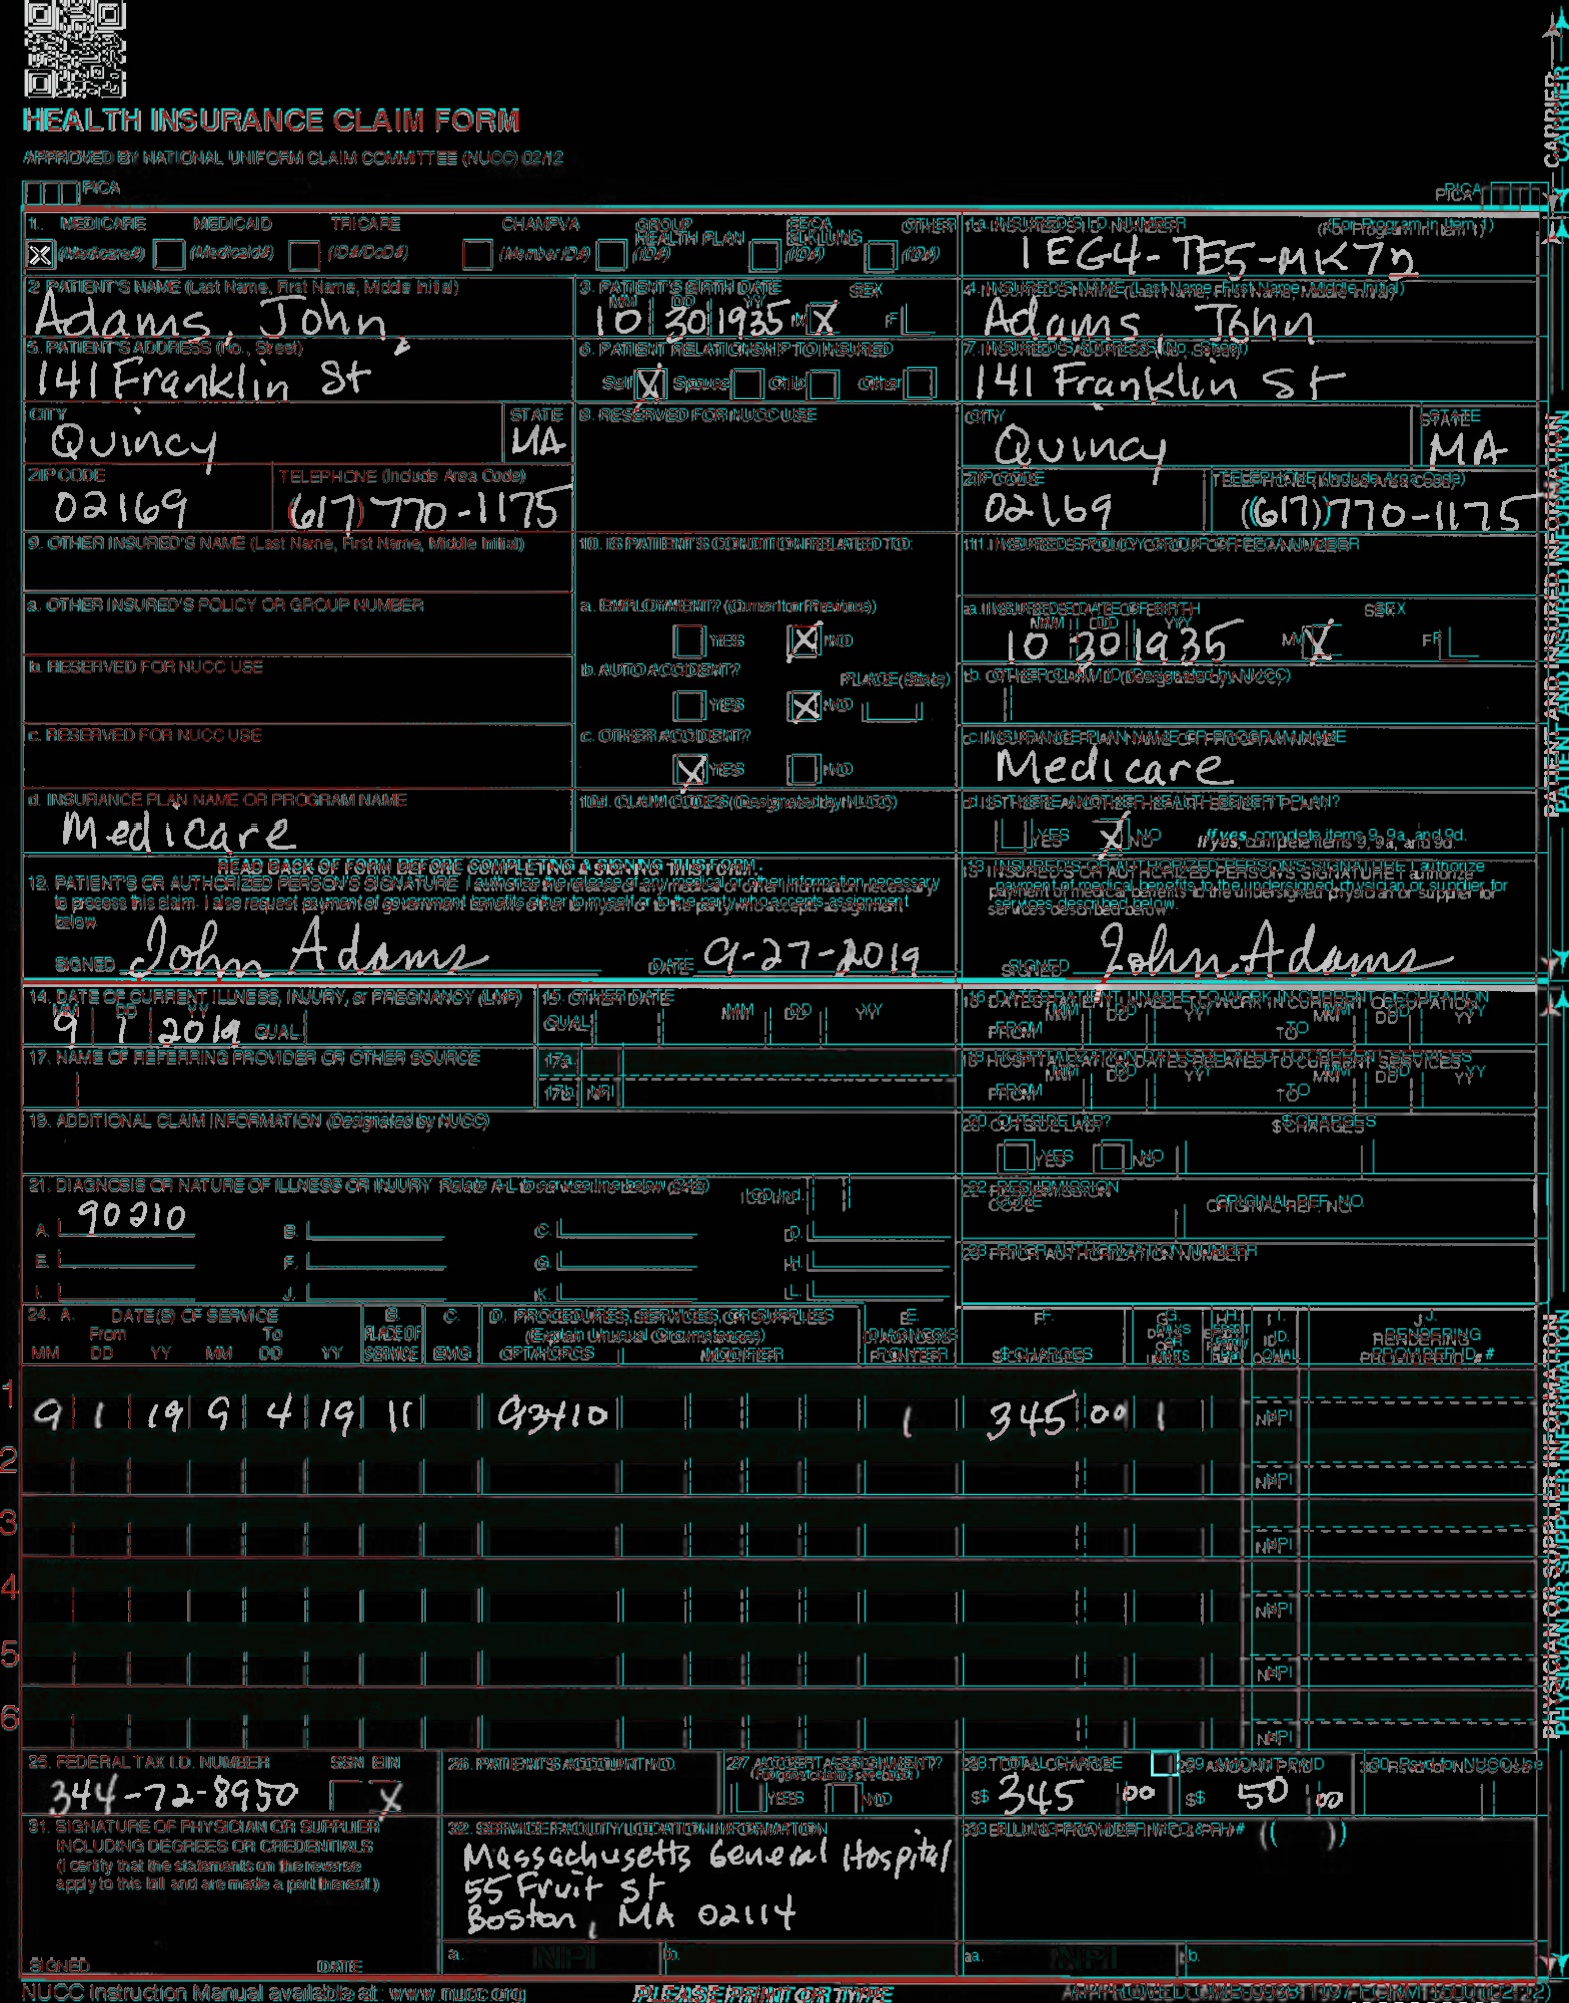 HEALTH INSURANCE CLAIM FORM
APPROVED BY NATIONAL UNIFORM CLAIM COMMITTEE (NUCC) 02/12
PICA
PICA
CARRIER
1. MEDICARE MEDICAID TRICARE CHAMPVA GROUP HEALTH PLAN FECA BLK LUNG OTHER
(Medicare#) (Medicaid#) (ID#/DoD#) (Member ID#) (ID#) (ID#) (ID#)
1a. INSURED'S I.D. NUMBER (For Program in Item 1)
1EG4-TE5-MK72
2. PATIENT'S NAME (Last Name, First Name, Middle Initial)
Adams, John
3. PATIENT'S BIRTH DATE SEX
MM DD YY
10 30 1935 M X F
4. INSURED'S NAME (Last Name, First Name, Middle Initial)
Adams, John
5. PATIENT'S ADDRESS (No., Street)
141 Franklin St
6. PATIENT RELATIONSHIP TO INSURED
Self X Spouse Child Other
7. INSURED'S ADDRESS (No., Street)
141 Franklin St
CITY STATE
Quincy MA
8. RESERVED FOR NUCC USE
CITY STATE
Quincy MA
ZIP CODE TELEPHONE (Include Area Code)
02169 (617) 770-1175
ZIP CODE TELEPHONE (Include Area Code)
02169 (617) 770-1175
9. OTHER INSURED'S NAME (Last Name, First Name, Middle Initial)
10. IS PATIENT'S CONDITION RELATED TO:
11. INSURED'S POLICY GROUP OR FECA NUMBER
a. OTHER INSURED'S POLICY OR GROUP NUMBER
a. EMPLOYMENT? (Current or Previous)
YES X NO
a. INSURED'S DATE OF BIRTH SEX
MM DD YY
10 30 1935 M X F
b. RESERVED FOR NUCC USE
b. AUTO ACCIDENT? PLACE (State)
YES X NO
b. OTHER CLAIM ID (Designated by NUCC)
c. RESERVED FOR NUCC USE
c. OTHER ACCIDENT?
X YES NO
c. INSURANCE PLAN NAME OR PROGRAM NAME
Medicare
d. INSURANCE PLAN NAME OR PROGRAM NAME
Medicare
10d. CLAIM CODES (Designated by NUCC)
d. IS THERE ANOTHER HEALTH BENEFIT PLAN?
YES X NO If yes, complete items 9, 9a, and 9d.
READ BACK OF FORM BEFORE COMPLETING & SIGNING THIS FORM.
12. PATIENT'S OR AUTHORIZED PERSON'S SIGNATURE I authorize the release of any medical or other information necessary
to process this claim. I also request payment of government benefits either to myself or to the party who accepts assignment
below.
SIGNED John Adams DATE 9-27-2019
13. INSURED'S OR AUTHORIZED PERSON'S SIGNATURE I authorize
payment of medical benefits to the undersigned physician or supplier for
services described below.
SIGNED John Adams
PATIENT AND INSURED INFORMATION
14. DATE OF CURRENT ILLNESS, INJURY, or PREGNANCY (LMP)
MM DD YY
9 1 2019 QUAL.
15. OTHER DATE
QUAL. MM DD YY
16. DATES PATIENT UNABLE TO WORK IN CURRENT OCCUPATION
MM DD YY MM DD YY
FROM TO
17. NAME OF REFERRING PROVIDER OR OTHER SOURCE
17a.
17b. NPI
18. HOSPITALIZATION DATES RELATED TO CURRENT SERVICES
MM DD YY MM DD YY
FROM TO
19. ADDITIONAL CLAIM INFORMATION (Designated by NUCC)
20. OUTSIDE LAB? $ CHARGES
YES NO
21. DIAGNOSIS OR NATURE OF ILLNESS OR INJURY Relate A-L to service line below (24E) ICD Ind.
A. 90210 B. C. D.
E. F. G. H.
I. J. K. L.
22. RESUBMISSION CODE ORIGINAL REF. NO.
23. PRIOR AUTHORIZATION NUMBER
24. A. DATE(S) OF SERVICE
From To
MM DD YY MM DD YY
B. PLACE OF SERVICE
C. EMG
D. PROCEDURES, SERVICES, OR SUPPLIES
(Explain Unusual Circumstances)
CPT/HCPCS MODIFIER
E. DIAGNOSIS POINTER
F. $ CHARGES
G. DAYS OR UNITS
H. EPSDT Family Plan
I. ID. QUAL.
J. RENDERING PROVIDER ID. #
1 9 1 19 9 4 19 11 93410 1 345 00 1 NPI
2 NPI
3 NPI
4 NPI
5 NPI
6 NPI
25. FEDERAL TAX I.D. NUMBER SSN EIN
344-72-8950 X
26. PATIENT'S ACCOUNT NO.
27. ACCEPT ASSIGNMENT?
(For govt. claims, see back)
YES NO
28. TOTAL CHARGE
$ 345 00
29. AMOUNT PAID
$ 50 00
30. Rsvd for NUCC Use
31. SIGNATURE OF PHYSICIAN OR SUPPLIER
INCLUDING DEGREES OR CREDENTIALS
(I certify that the statements on the reverse
apply to this bill and are made a part thereof.)
SIGNED DATE
32. SERVICE FACILITY LOCATION INFORMATION
Massachusetts General Hospital
55 Fruit St
Boston, MA 02114
a. NPI b.
33. BILLING PROVIDER INFO & PH # ( )
a. NPI b.
PHYSICIAN OR SUPPLIER INFORMATION
NUCC Instruction Manual available at: www.nucc.org
PLEASE PRINT OR TYPE